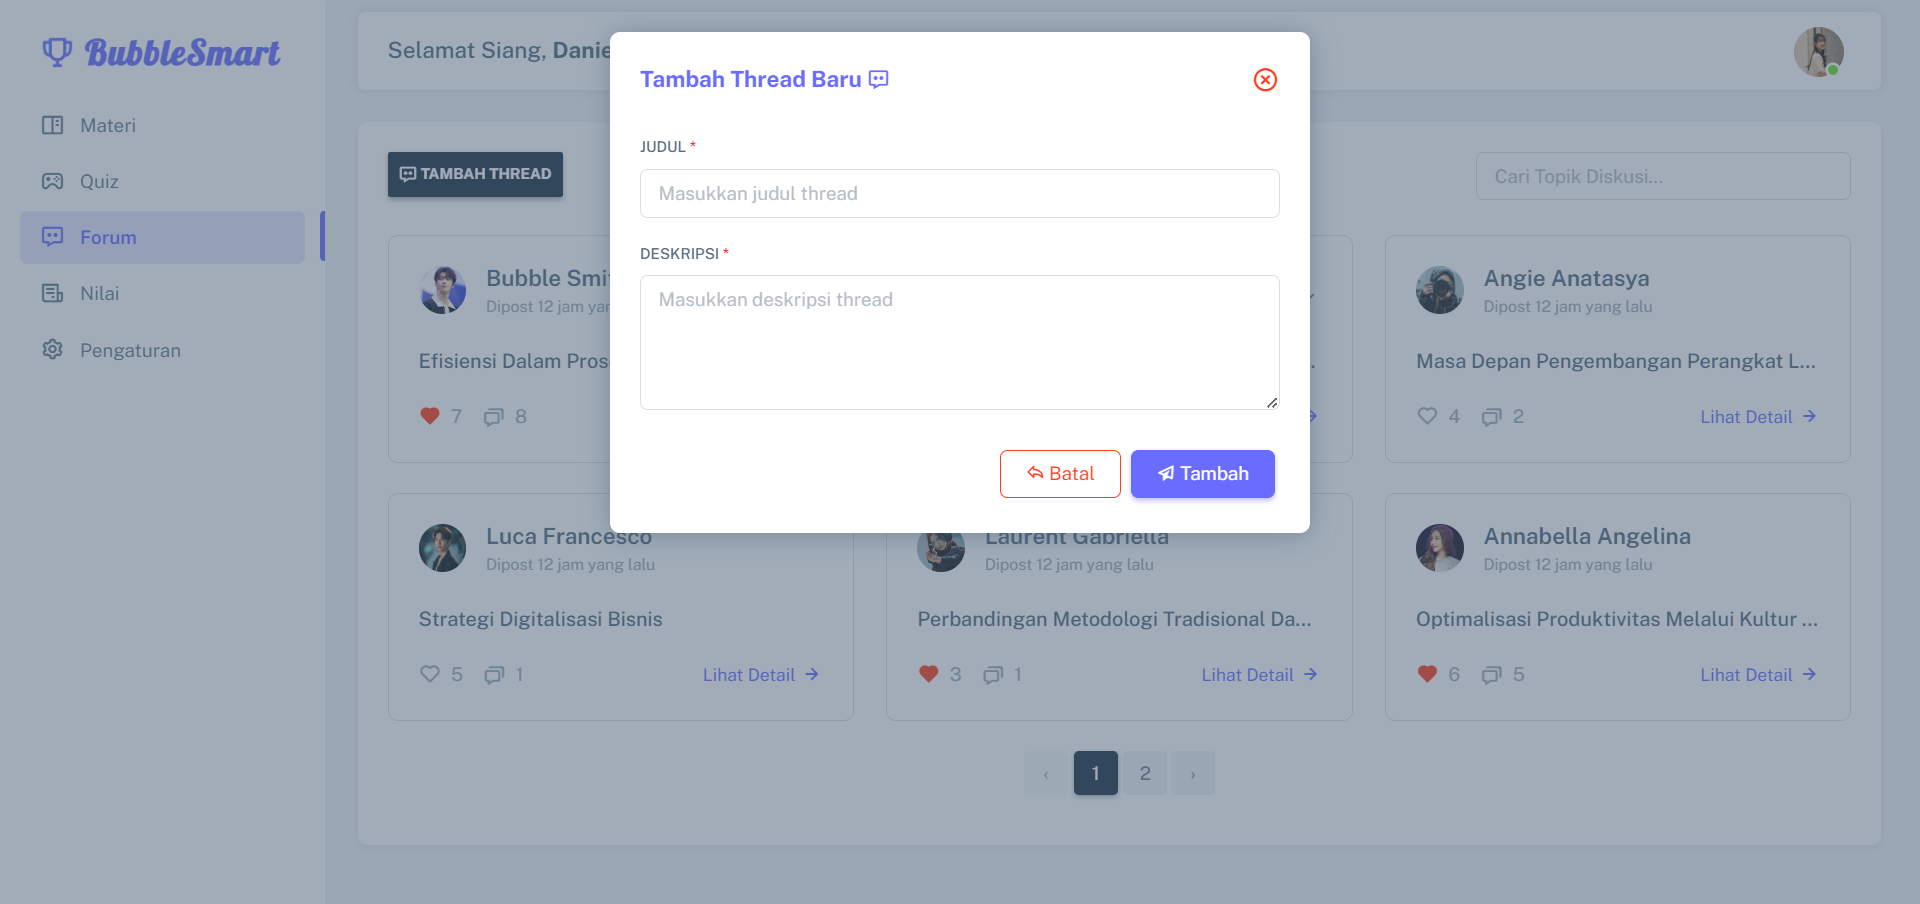 BubbleSmart
Materi
Quiz
Forum
Nilai
Pengaturan
Selamat Siang,
Tambah Thread Baru
JUDUL *
Masukkan judul thread
DESKRIPSI *
Masukkan deskripsi thread
Batal
Tambah
TAMBAH THREAD
Cari Topik Diskusi...
Bubble
Dipost 12 jam
Efisiensi Dalam
7 8
Angie Anatasya
Dipost 12 jam yang lalu
Masa Depan Pengembangan Perangkat L...
4 2 Lihat Detail
Luca Francesco
Dipost 12 jam yang lalu
Strategi Digitalisasi Bisnis
5 1 Lihat Detail
Laurent Gabriella
Dipost 12 jam yang lalu
Perbandingan Metodologi Tradisional Da...
3 1 Lihat Detail
Annabella Angelina
Dipost 12 jam yang lalu
Optimalisasi Produktivitas Melalui Kultur ...
6 5 Lihat Detail
‹ 1 2 ›